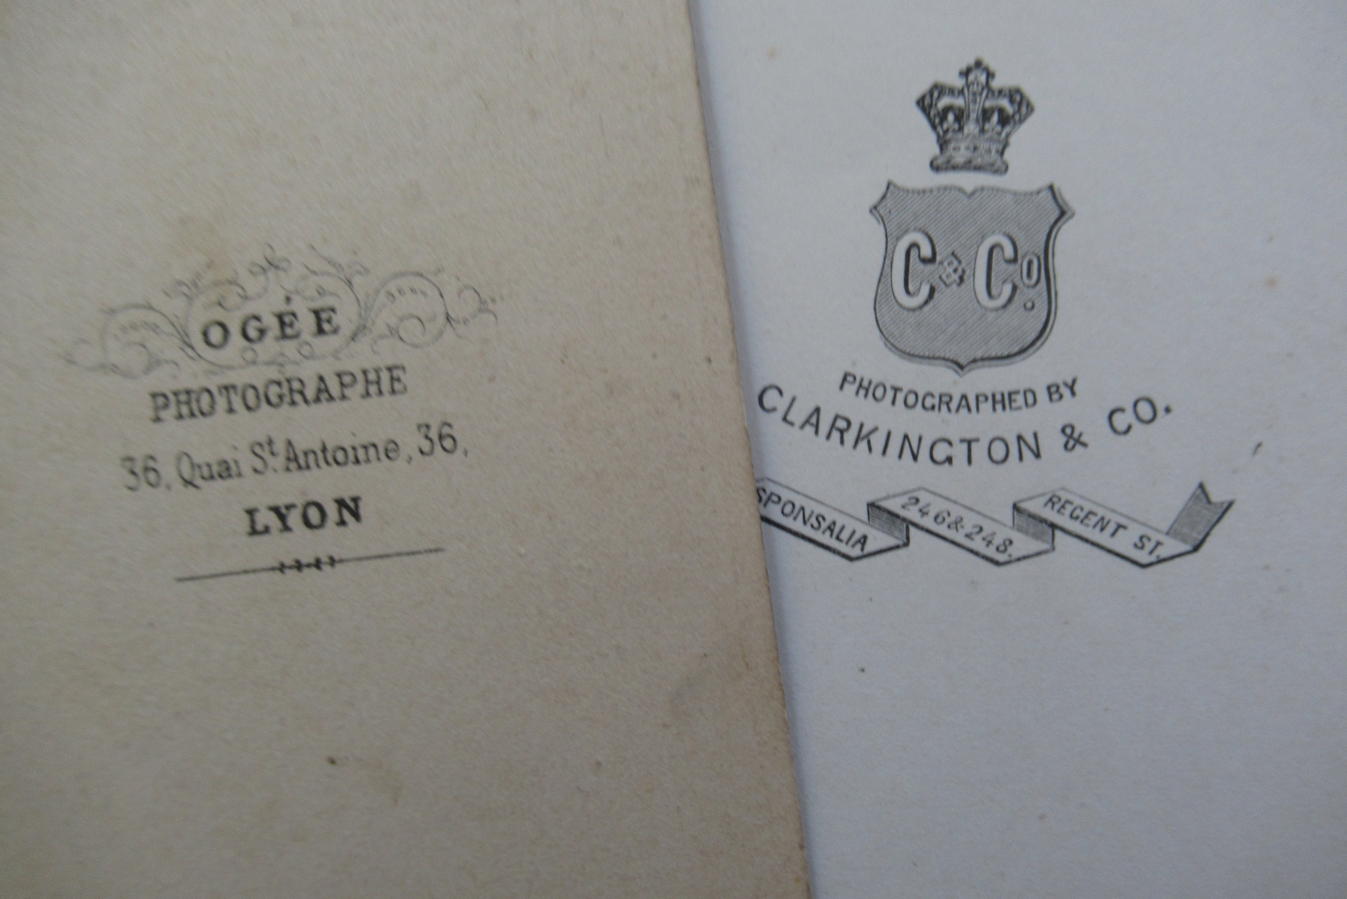 OGÉE
PHOTOGRAPHE
36, Quai St. Antoine, 36,
LYON
C & Co.
PHOTOGRAPHED BY
CLARKINGTON & CO.
SPONSALIA 246 & 248. REGENT ST.